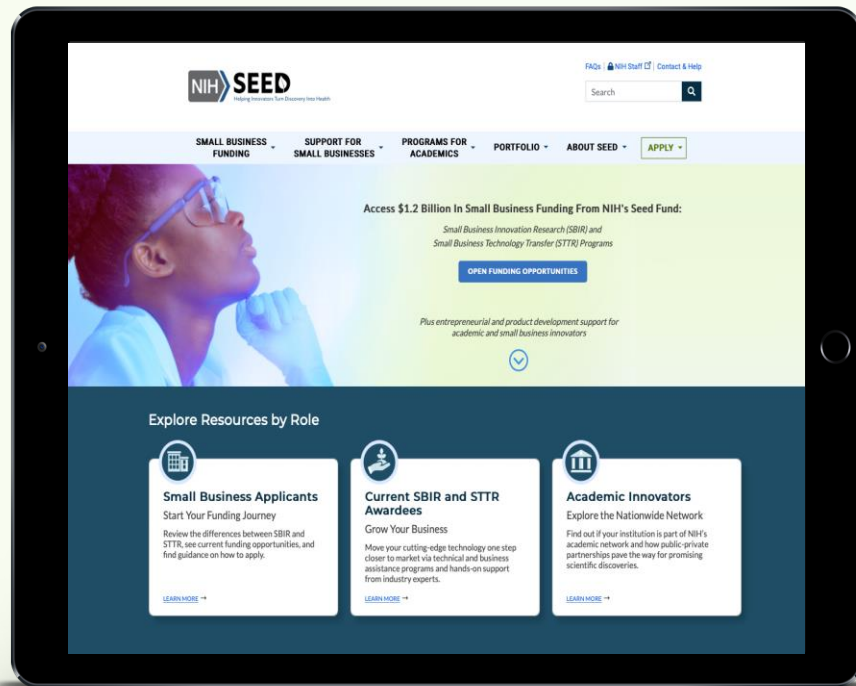 FAQs | NIH Staff | Contact & Help
NIH SEED
Helping Innovators Turn Discovery Into Health
Search
SMALL BUSINESS
FUNDING
SUPPORT FOR
SMALL BUSINESSES
PROGRAMS FOR
ACADEMICS
PORTFOLIO
ABOUT SEED
APPLY
Access $1.2 Billion In Small Business Funding From NIH's Seed Fund:
Small Business Innovation Research (SBIR) and
Small Business Technology Transfer (STTR) Programs
OPEN FUNDING OPPORTUNITIES
Plus entrepreneurial and product development support for
academic and small business innovators
Explore Resources by Role
Small Business Applicants
Start Your Funding Journey
Review the differences between SBIR and
STTR, see current funding opportunities, and
find guidance on how to apply.
LEARN MORE →
Current SBIR and STTR
Awardees
Grow Your Business
Move your cutting-edge technology one step
closer to market via technical and business
assistance programs and hands-on support
from industry experts.
LEARN MORE →
Academic Innovators
Explore the Nationwide Network
Find out if your institution is part of NIH's
academic network and how public-private
partnerships pave the way for promising
scientific discoveries.
LEARN MORE →